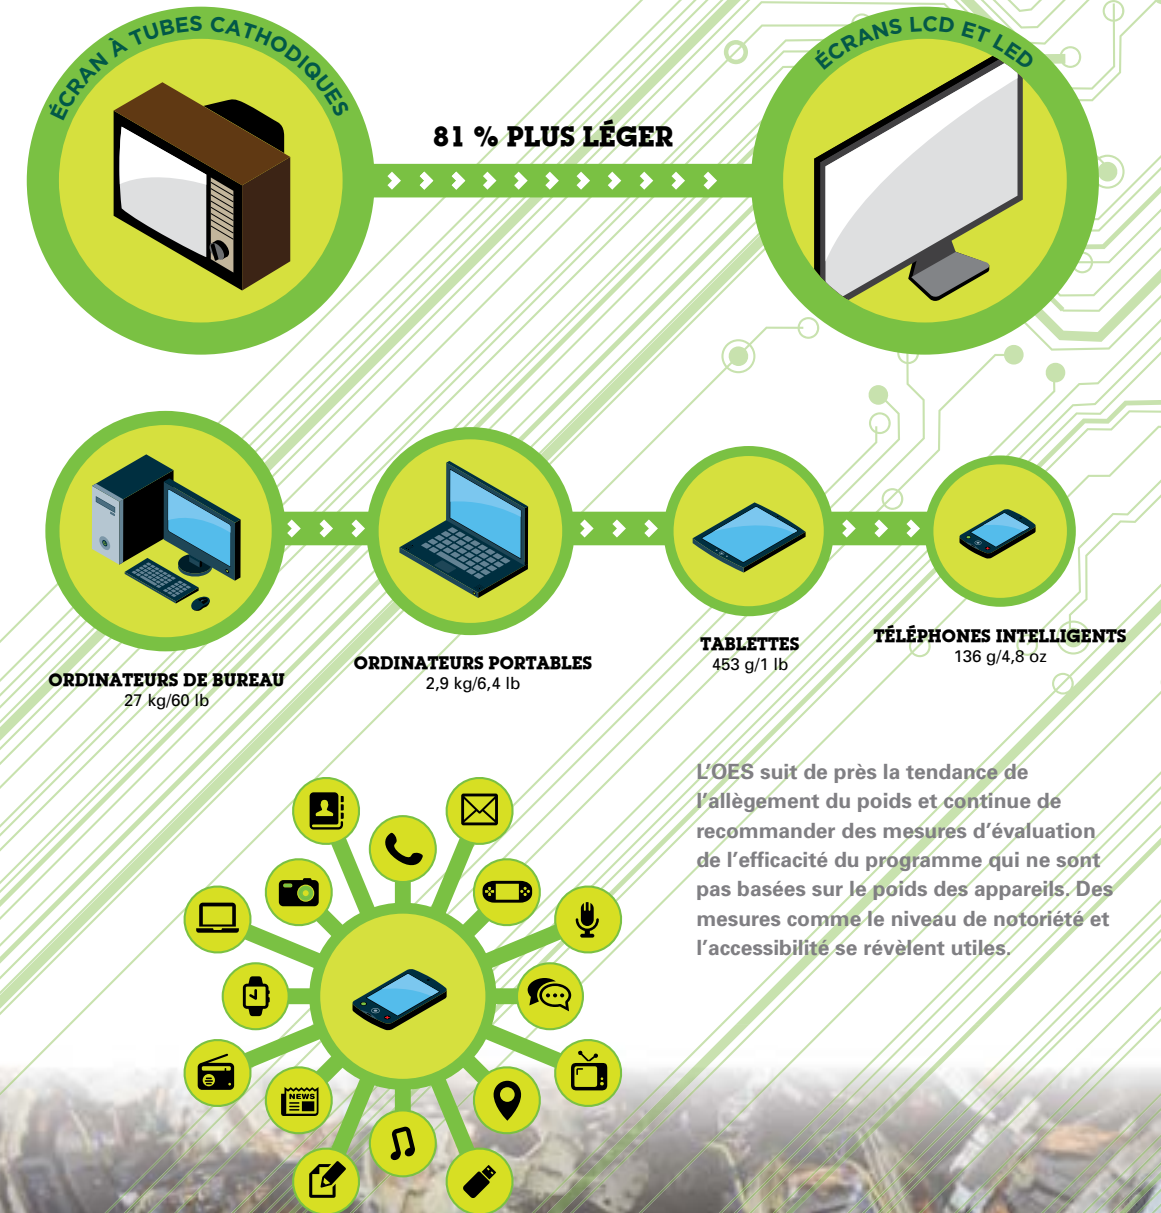 ÉCRAN À TUBES CATHODIQUES
ÉCRANS LCD ET LED
81 % PLUS LÉGER
ORDINATEURS DE BUREAU
27 kg/60 lb
ORDINATEURS PORTABLES
2,9 kg/6,4 lb
TABLETTES
453 g/1 lb
TÉLÉPHONES INTELLIGENTS
136 g/4,8 oz
L'OES suit de près la tendance de
l'allègement du poids et continue de
recommander des mesures d'évaluation
de l'efficacité du programme qui ne sont
pas basées sur le poids des appareils. Des
mesures comme le niveau de notoriété et
l'accessibilité se révèlent utiles.
NEWS